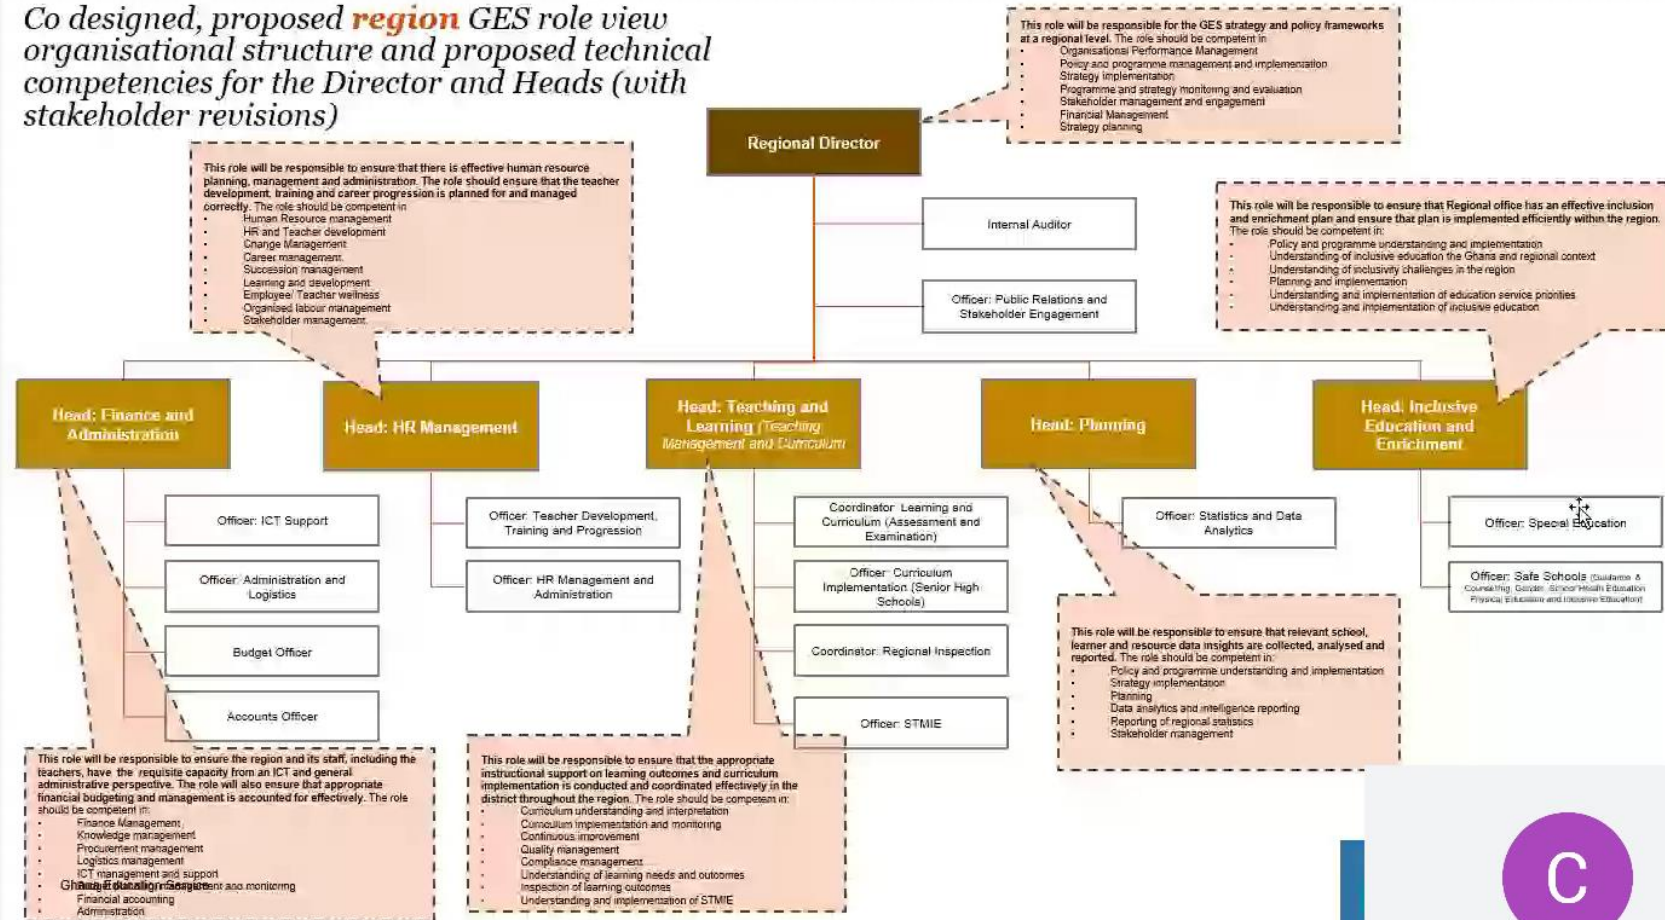 Co designed, proposed region GES role view
organisational structure and proposed technical
competencies for the Director and Heads (with
stakeholder revisions)
This role will be responsible for the GES strategy and policy frameworks
at a regional level. The role should be competent in
• Organisational Performance Management
• Policy and programme management and implementation
• Strategy implementation
• Programme and strategy monitoring and evaluation
• Stakeholder management and engagement
• Financial Management
• Strategy planning
Regional Director
This role will be responsible to ensure that there is effective human resource
planning, management and administration. The role should ensure that the teacher
development, training and career progression is planned for and managed
correctly. The role should be competent in
• Human Resource management
• HR and Teacher development
• Change Management
• Career management.
• Succession management
• Learning and development
• Employee/ Teacher wellness
• Organised labour management
• Stakeholder management.
Internal Auditor
Officer: Public Relations and
Stakeholder Engagement
This role will be responsible to ensure that Regional office has an effective inclusion
and enrichment plan and ensure that plan is implemented efficiently within the region.
The role should be competent in:
• Policy and programme understanding and implementation
• Understanding of inclusive education the Ghana and regional context
• Understanding of inclusivity challenges in the region
• Planning and implementation
• Understanding and implementation of education service priorities
• Understanding and implementation of inclusive education
Head: Finance and
Administration
Head: HR Management
Head: Teaching and
Learning (Teaching
Management and Curriculum
Head: Planning
Head: Inclusive
Education and
Enrichment
Officer: ICT Support
Officer: Administration and
Logistics
Budget Officer
Accounts Officer
Officer: Teacher Development,
Training and Progression
Officer: HR Management and
Administration
Coordinator Learning and
Curriculum (Assessment and
Examination)
Officer: Curriculum
Implementation (Senior High
Schools)
Coordinator: Regional Inspection
Officer: STMIE
Officer: Statistics and Data
Analytics
Officer: Special Education
Officer: Safe Schools (Guidance &
Counselling, Gender, School Health Education
Physical Education and Inclusive Education)
This role will be responsible to ensure that relevant school,
learner and resource data insights are collected, analysed and
reported. The role should be competent in:
• Policy and programme understanding and implementation
• Strategy implementation
• Planning
• Data analytics and intelligence reporting
• Reporting of regional statistics
• Stakeholder management
This role will be responsible to ensure the region and its staff, including the
teachers, have the requisite capacity from an ICT and general
administrative perspective. The role will also ensure that appropriate
financial budgeting and management is accounted for effectively. The role
should be competent in:
• Finance Management
• Knowledge management
• Procurement management
• Logistics management
• ICT management and support
• management and monitoring
Ghana Education Service
• Financial accounting
• Administration
This role will be responsible to ensure that the appropriate
instructional support on learning outcomes and curriculum
implementation is conducted and coordinated effectively in the
district throughout the region. The role should be competent in:
• Curriculum understanding and interpretation
• Curriculum implementation and monitoring
• Continuous improvement
• Quality management
• Compliance management
• Understanding of learning needs and outcomes
• Inspection of learning outcomes
• Understanding and implementation of STMIE
C